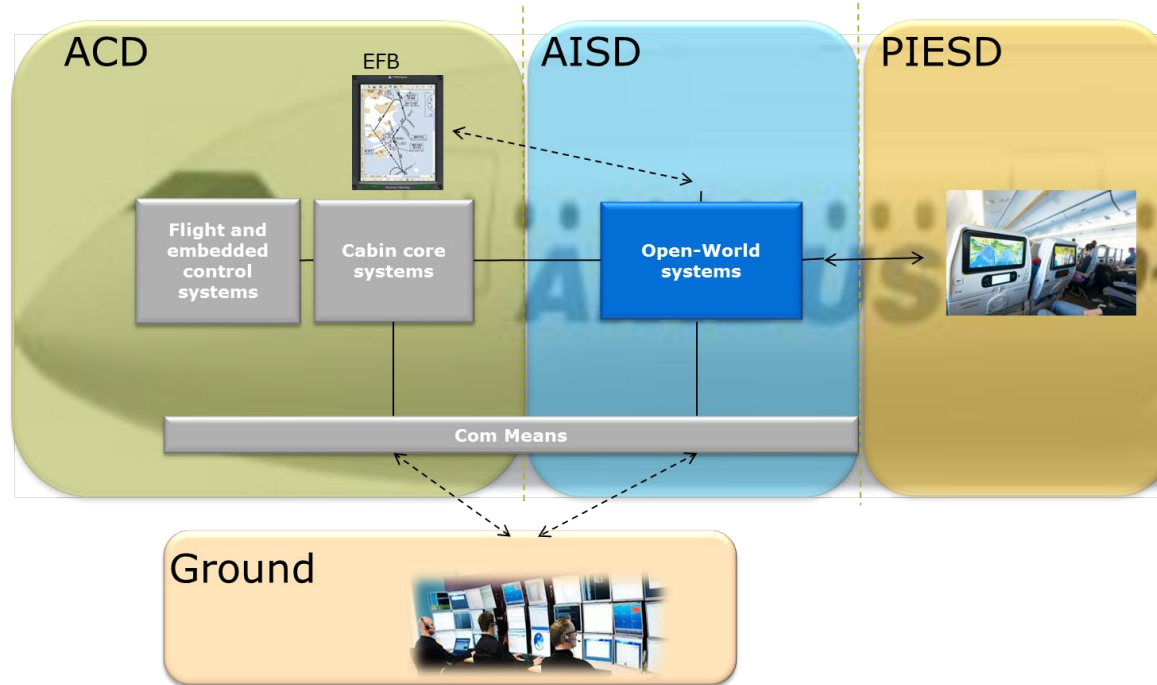 ACD
AISD
PIESD
EFB
Flight and
embedded
control
systems
Cabin core
systems
Open-World
systems
Com Means
Ground